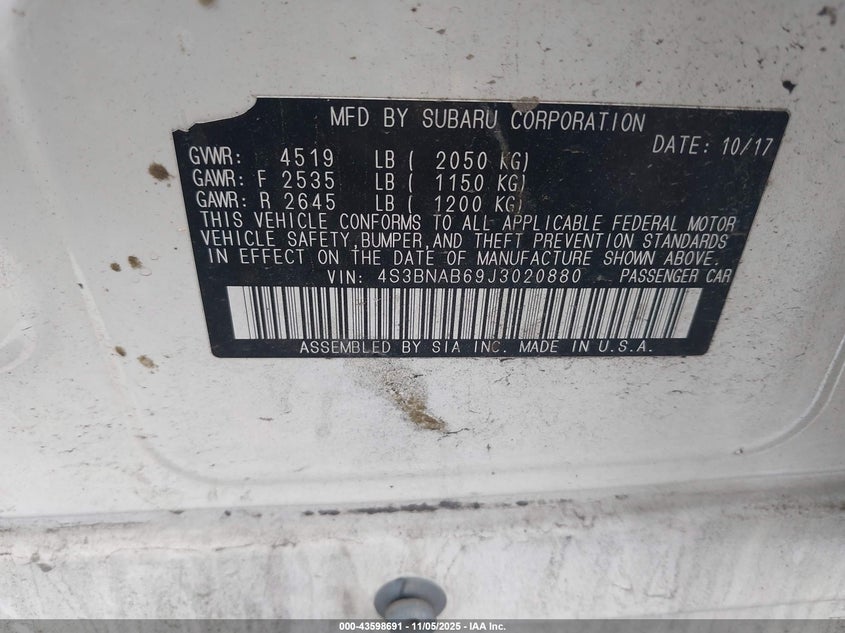 MFD BY SUBARU CORPORATION
DATE: 10/17
GVWR: 4519 LB ( 2050 KG)
GAWR: F 2535 LB ( 1150 KG)
GAWR: R 2645 LB ( 1200 KG)
THIS VEHICLE CONFORMS TO ALL APPLICABLE FEDERAL MOTOR
VEHICLE SAFETY,BUMPER,AND THEFT PREVENTION STANDARDS
IN EFFECT ON THE DATE OF MANUFACTURE SHOWN ABOVE.
VIN: 4S3BNAB69J3020880 PASSENGER CAR
ASSEMBLED BY SIA INC. MADE IN U.S.A.
000-43598691 - 11/05/2025 - IAA Inc.